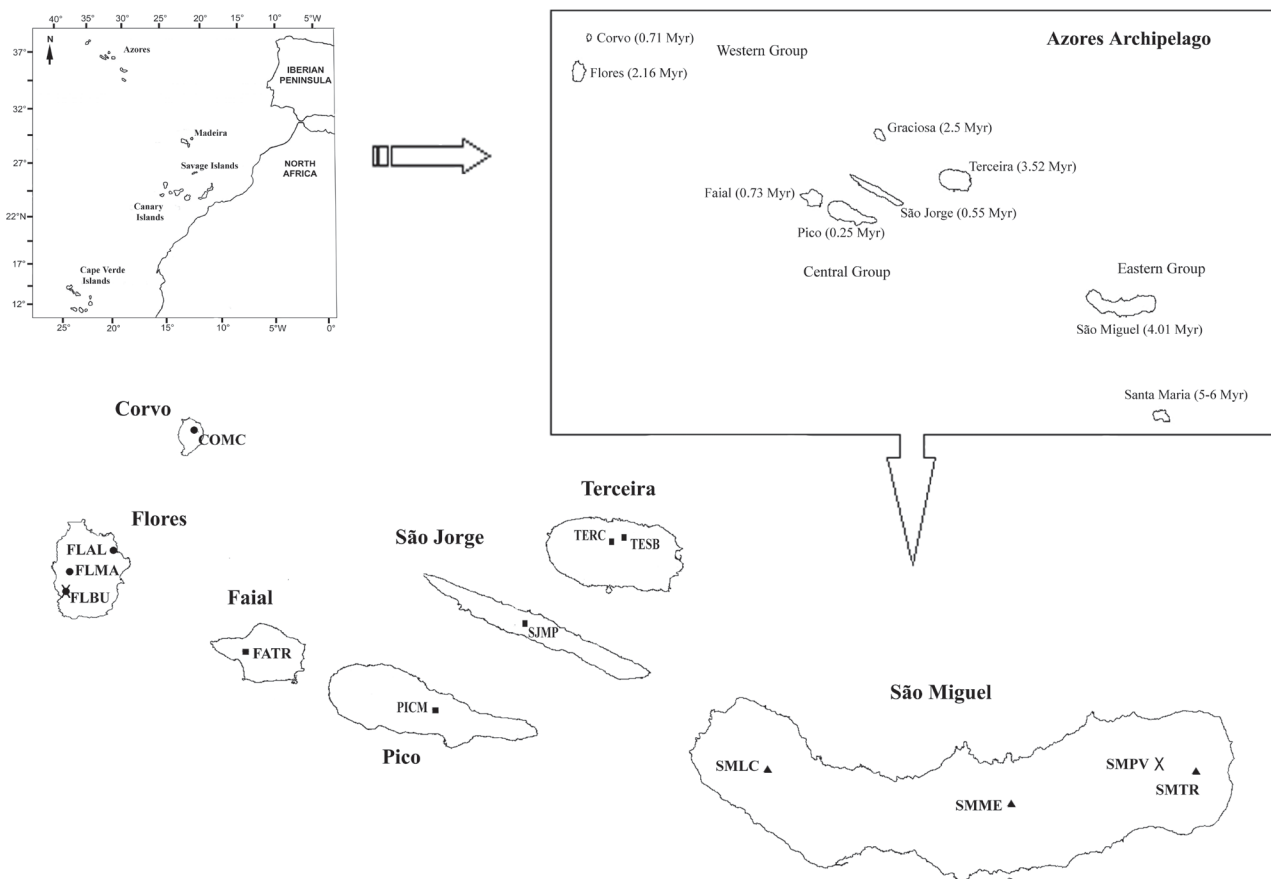 40° 35° 30° 25° 20° 15° 10° 5°
N
Azores
37°
IBERIAN
PENINSULA
32°
Madeira
27°
Savage Islands
NORTH
AFRICA
Canary
Islands
22°N
17°
Cape Verde
Islands
12°
25° 20° 15° 10° 5°W 0°
Azores Archipelago
Corvo (0.71 Myr)
Western Group
Flores (2.16 Myr)
Graciosa (2.5 Myr)
Terceira (3.52 Myr)
Faial (0.73 Myr)
São Jorge (0.55 Myr)
Pico (0.25 Myr)
Central Group
Eastern Group
São Miguel (4.01 Myr)
Santa Maria (5-6 Myr)
Corvo
COMC
Flores
FLAL
FLMA
FLBU
Faial
FATR
São Jorge
SJMP
Terceira
TERC
TESB
PICM
Pico
São Miguel
SMLC
SMME
SMPV
SMTR